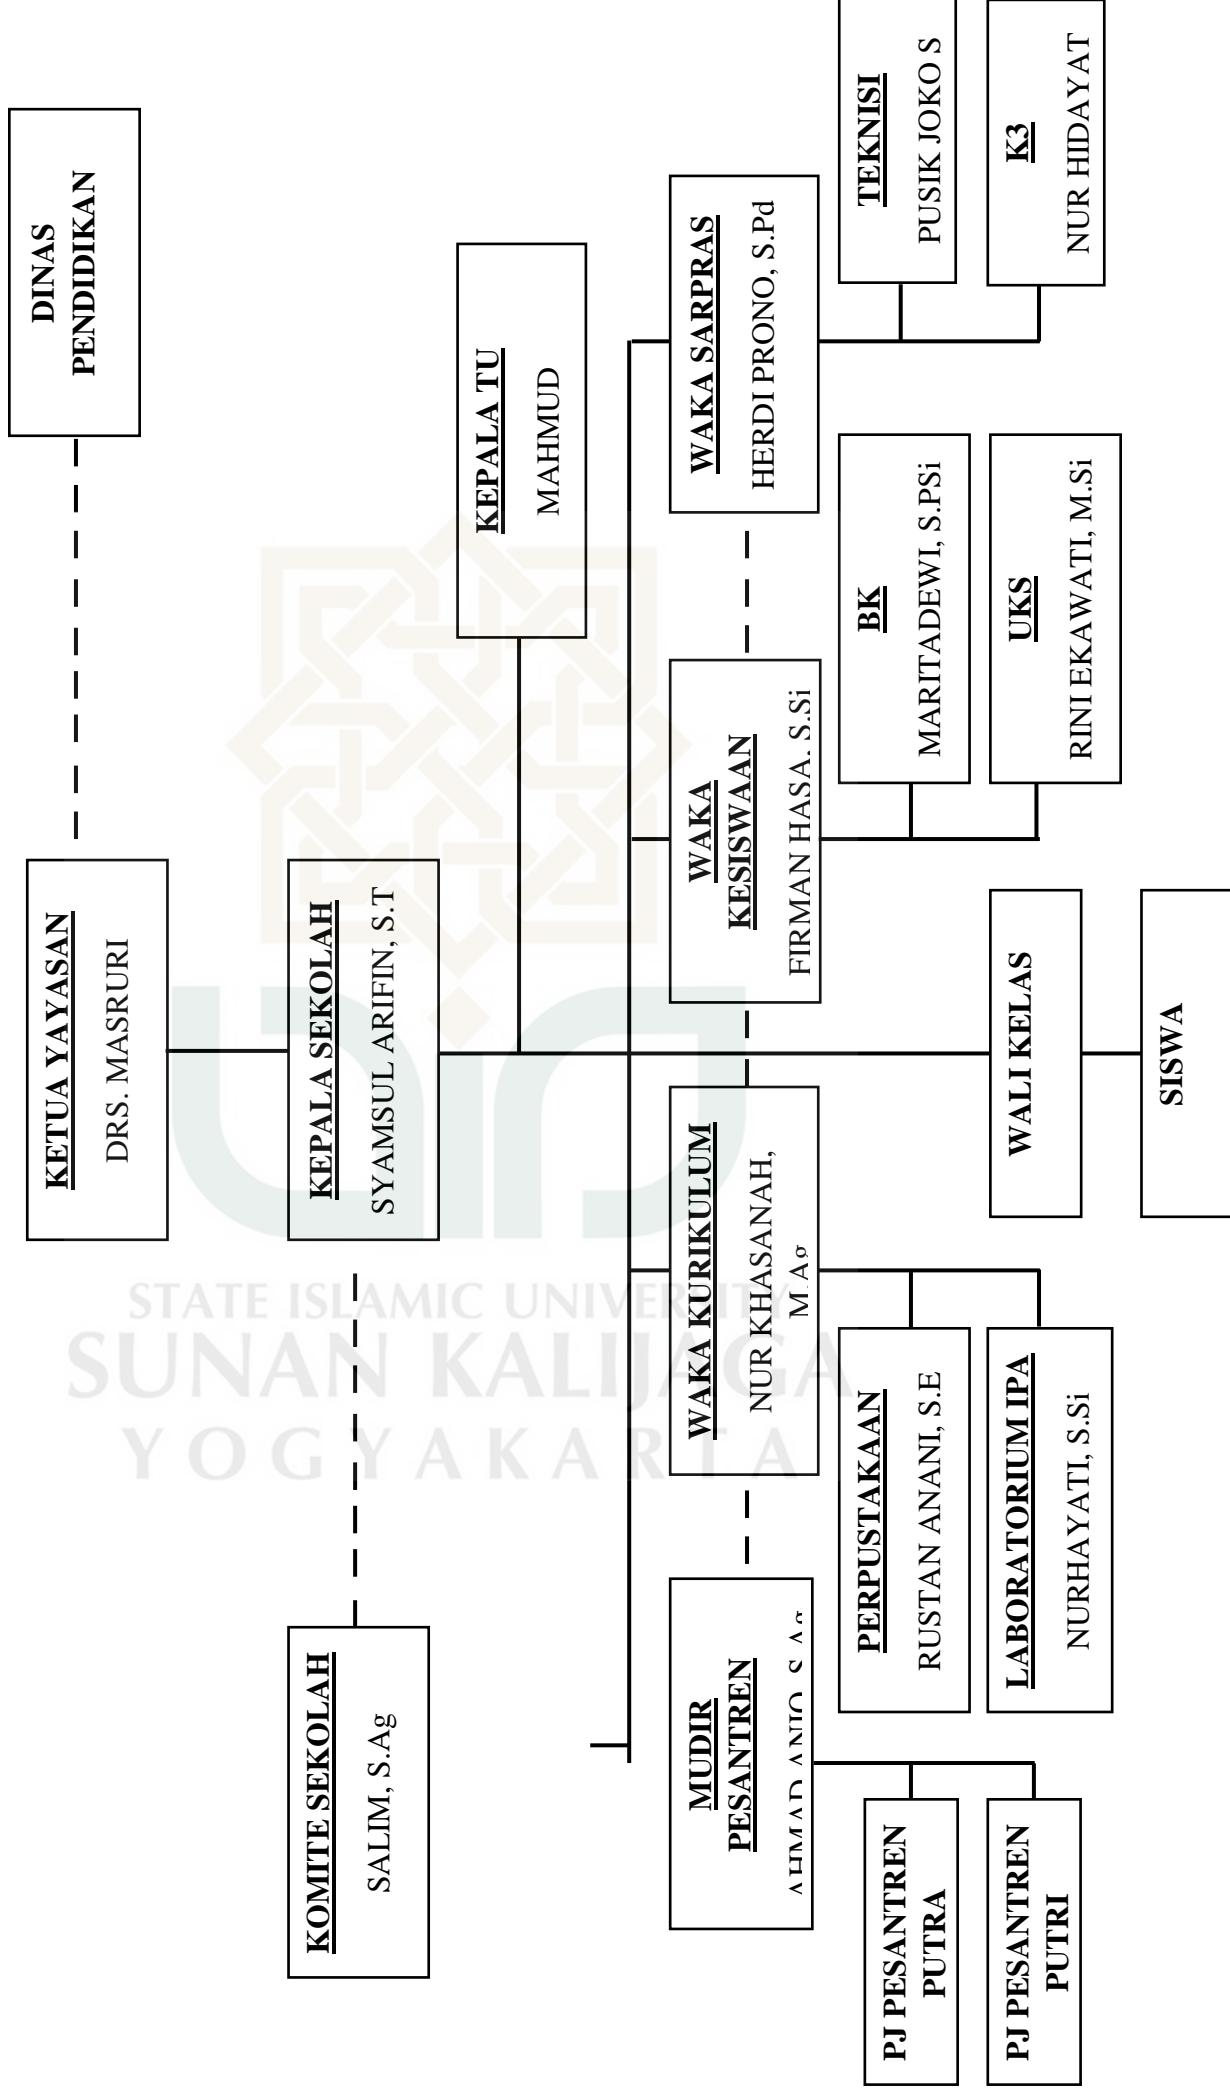 DINAS
PENDIDIKAN
KETUA YAYASAN
DRS. MASRURI
KOMITE SEKOLAH
SALIM, S.Ag
KEPALA SEKOLAH
SYAMSUL ARIFIN, S.T
KEPALA TU
MAHMUD
MUDIR
PESANTREN
AHMAD S.Ag
WAKA KURIKULUM
NUR KHASANAH,
M.Ag
WAKA
KESISWAAN
FIRMAN HASA, S.Si
WAKA SARPRAS
HERDI PRONO, S.Pd
PJ PESANTREN
PUTRA
PERPUSTAKAAN
RUSTAN ANANI, S.E
BK
MARITADEWI, S.PSi
TEKNISI
PUSIK JOKO S
PJ PESANTREN
PUTRI
LABORATORIUM IPA
NURHAYATI, S.Si
WALI KELAS
UKS
RINI EKAWATI, M.Si
K3
NUR HIDAYAT
SISWA
STATE ISLAMIC UNIVERSITY
SUNAN KALIJAGA
YOGYAKARTA